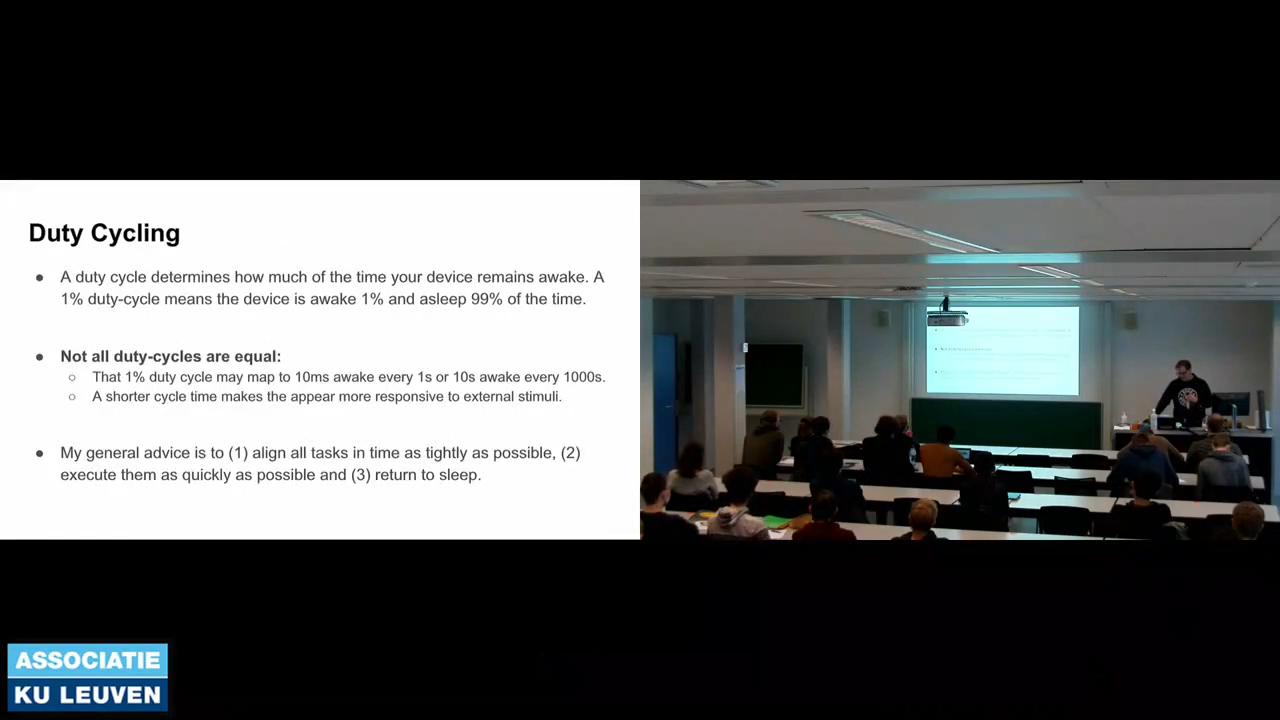 Duty Cycling
● A duty cycle determines how much of the time your device remains awake. A
1% duty-cycle means the device is awake 1% and asleep 99% of the time.
● Not all duty-cycles are equal:
○ That 1% duty cycle may map to 10ms awake every 1s or 10s awake every 1000s.
○ A shorter cycle time makes the appear more responsive to external stimuli.
● My general advice is to (1) align all tasks in time as tightly as possible, (2)
execute them as quickly as possible and (3) return to sleep.
ASSOCIATIE
KU LEUVEN